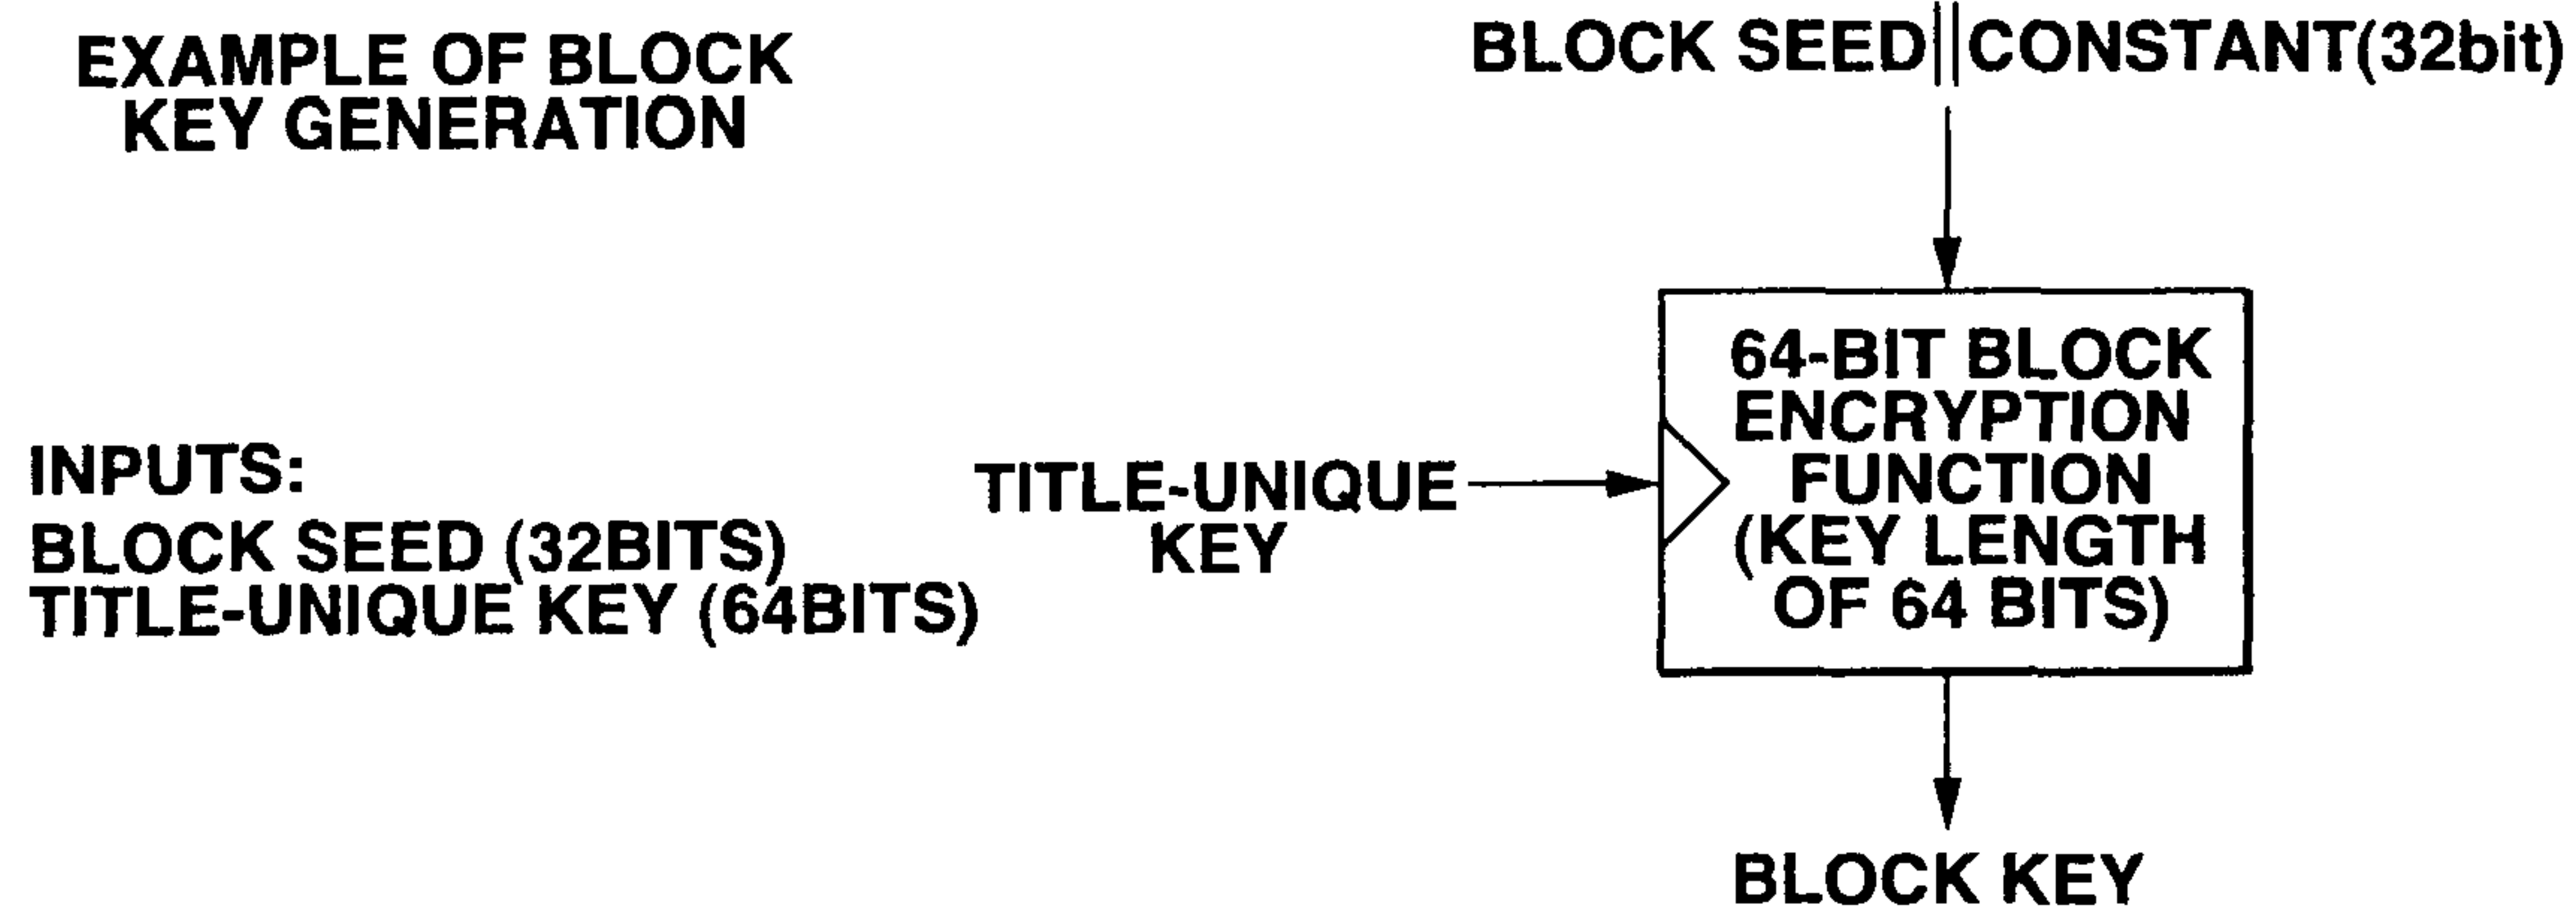 EXAMPLE OF BLOCK
KEY GENERATION
BLOCK SEED||CONSTANT(32bit)
INPUTS:
BLOCK SEED (32BITS)
TITLE-UNIQUE KEY (64BITS)
TITLE-UNIQUE
KEY
64-BIT BLOCK
ENCRYPTION
FUNCTION
(KEY LENGTH
OF 64 BITS)
BLOCK KEY